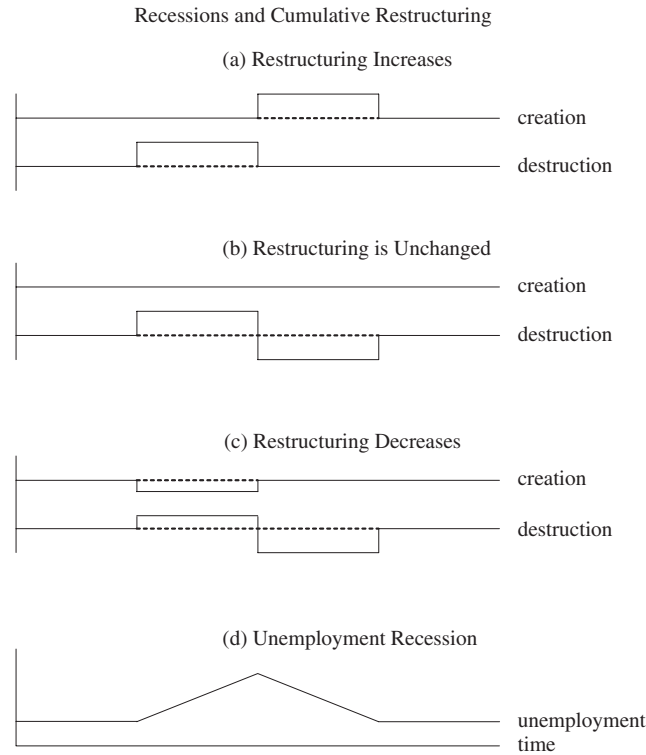 Recessions and Cumulative Restructuring
(a) Restructuring Increases
creation
destruction
(b) Restructuring is Unchanged
creation
destruction
(c) Restructuring Decreases
creation
destruction
(d) Unemployment Recession
unemployment
time